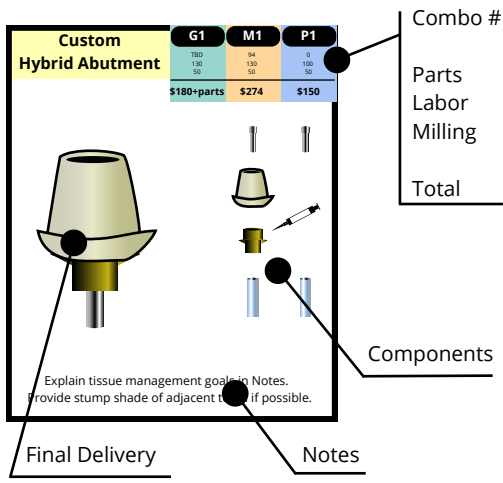 Custom
Hybrid Abutment
G1 M1 P1
TBD 94 0
130 130 100
50 50 50
$180+parts $274 $150
Combo #
Parts
Labor
Milling
Total
Components
Explain tissue management goals in Notes.
Provide stump shade of adjacent if possible.
Final Delivery
Notes